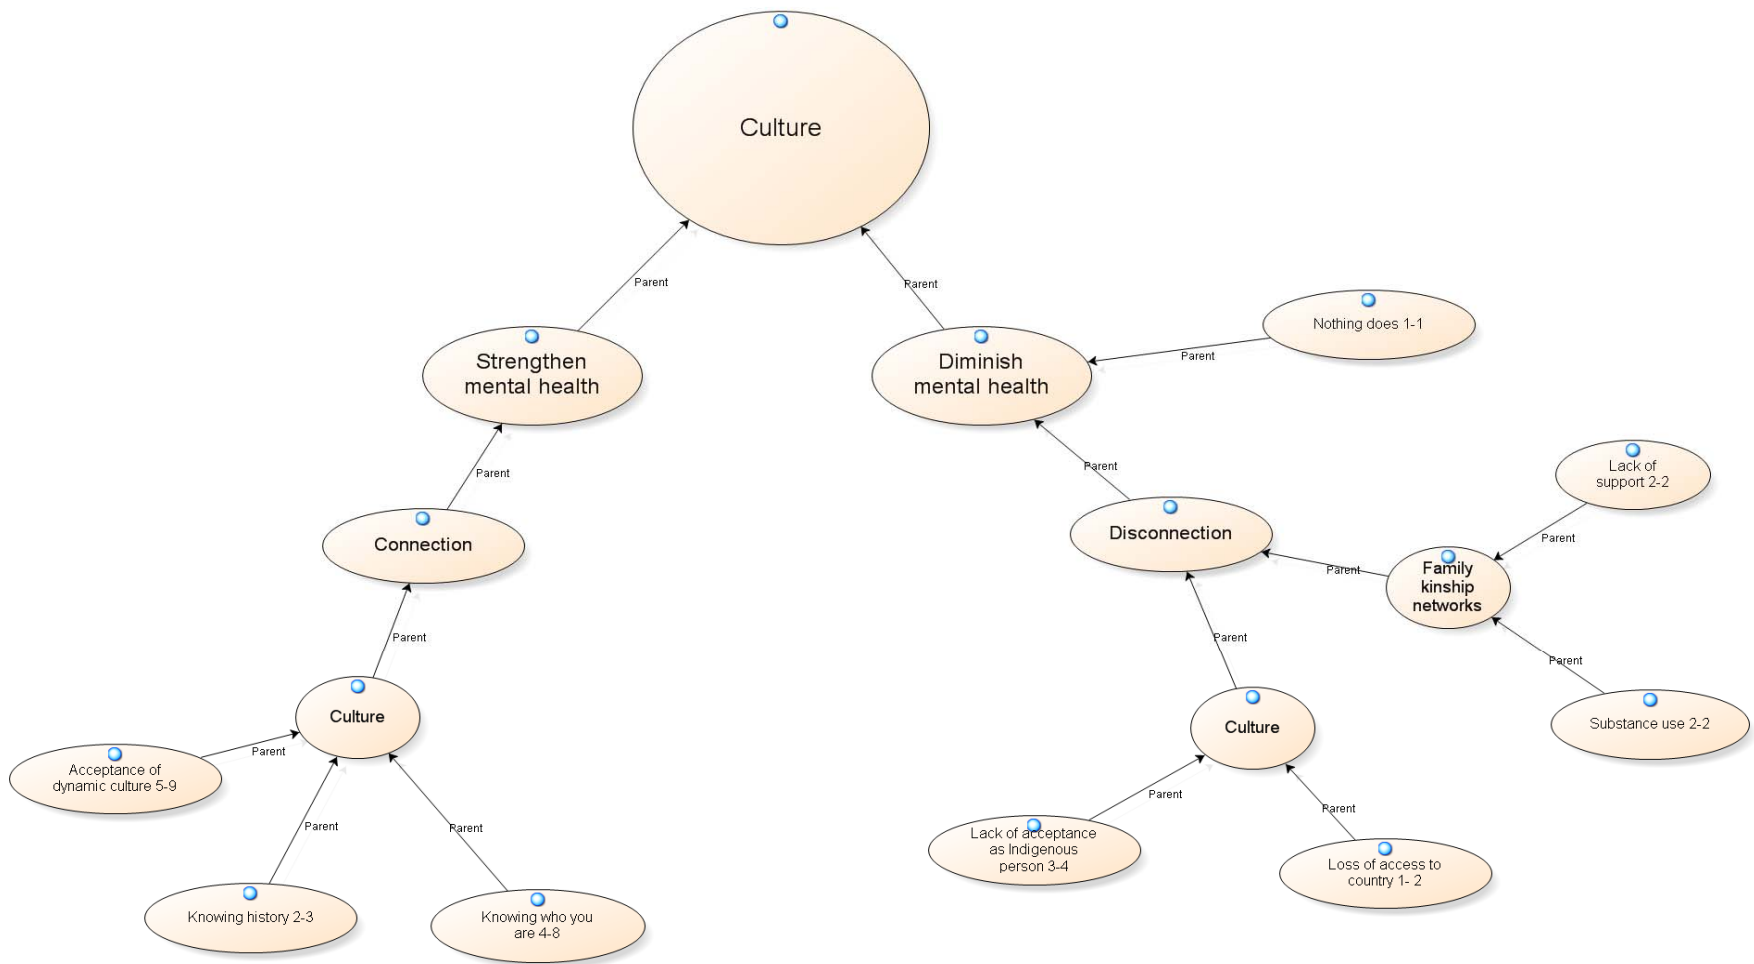 Culture
Parent
Parent
Nothing does 1-1
Parent
Strengthen
mental health
Diminish
mental health
Parent
Parent
Lack of
support 2-2
Connection
Disconnection
Parent
Parent
Family
kinship
networks
Parent
Parent
Parent
Culture
Culture
Substance use 2-2
Parent
Acceptance of
dynamic culture 5-9
Parent
Parent
Parent
Parent
Lack of acceptance
as Indigenous
person 3-4
Loss of access to
country 1- 2
Knowing history 2-3
Knowing who you
are 4-8